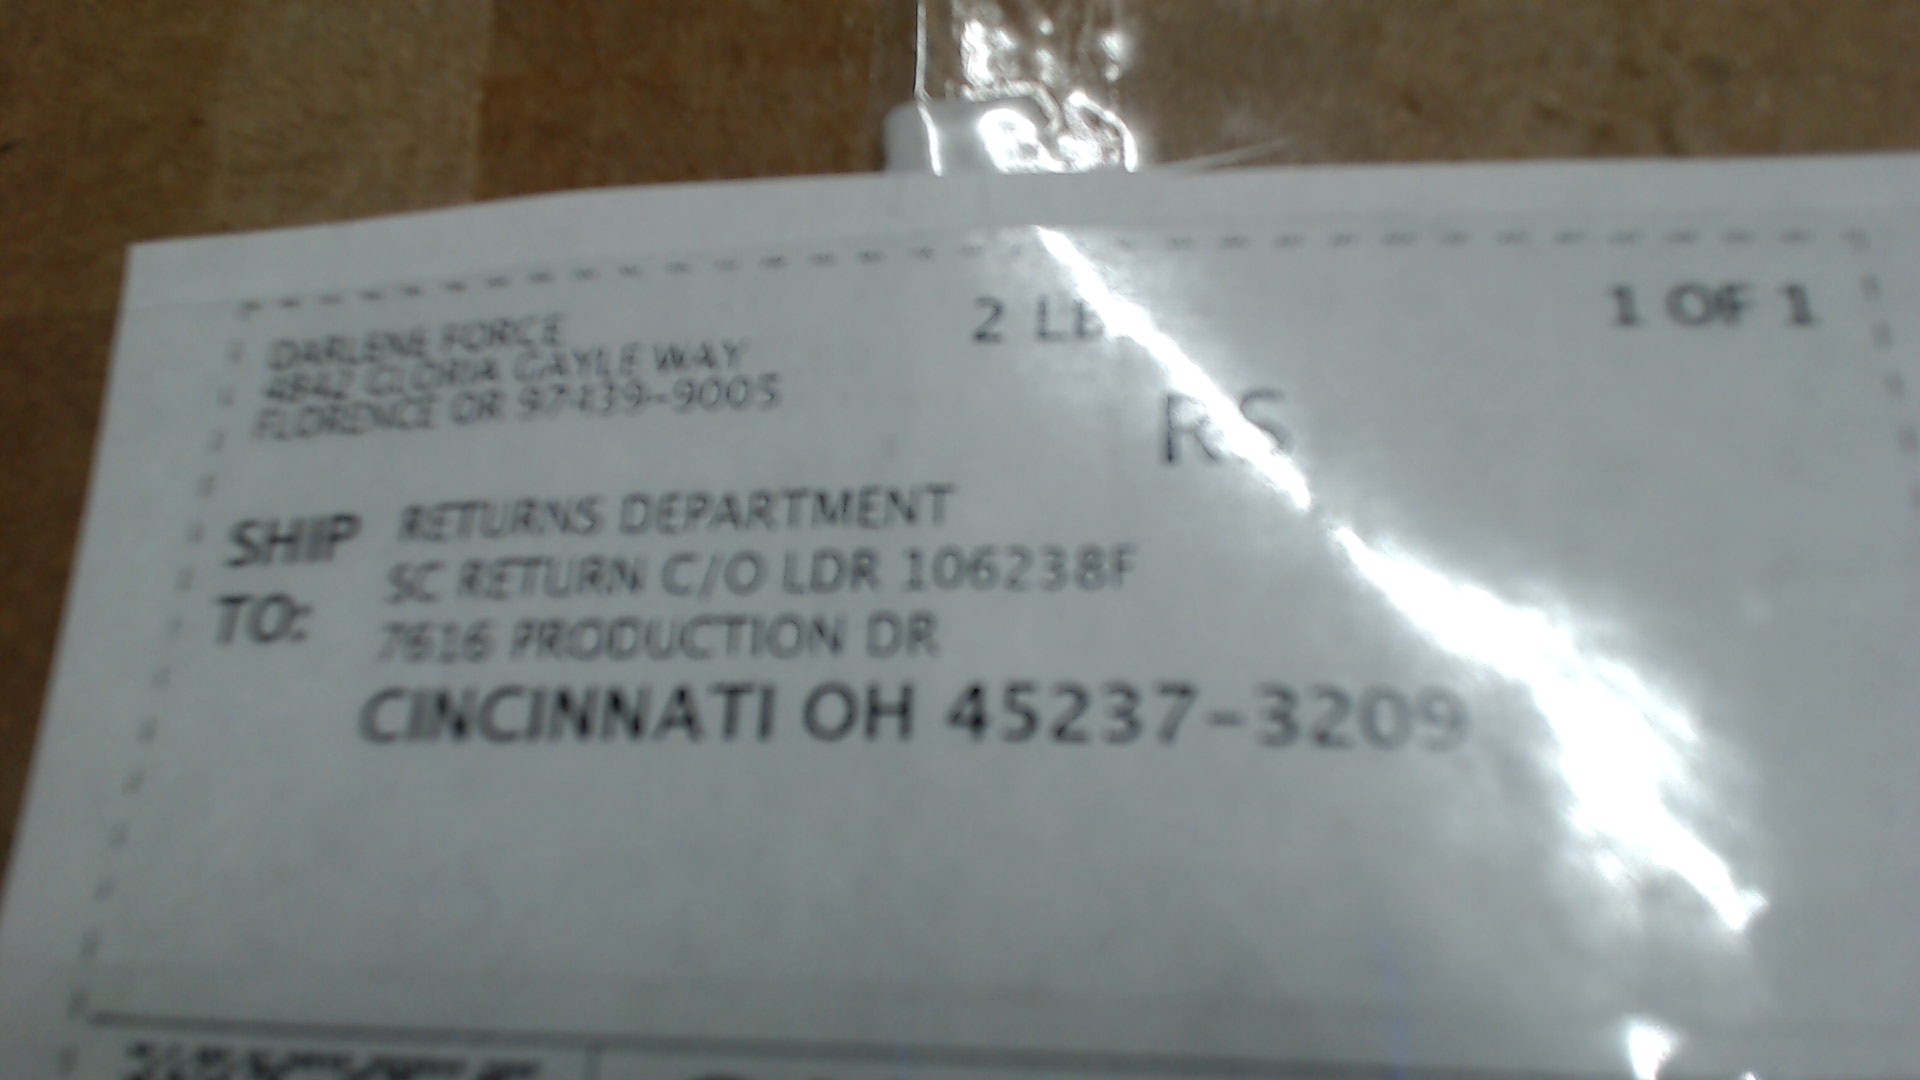 DARLENE FORCE
4842 GLORIA GAYLE WAY
FLORENCE OR 97439-9005
2 LB
1 OF 1
RS
SHIP TO:
RETURNS DEPARTMENT
SC RETURN C/O LDR 106238F
7616 PRODUCTION DR
CINCINNATI OH 45237-3209